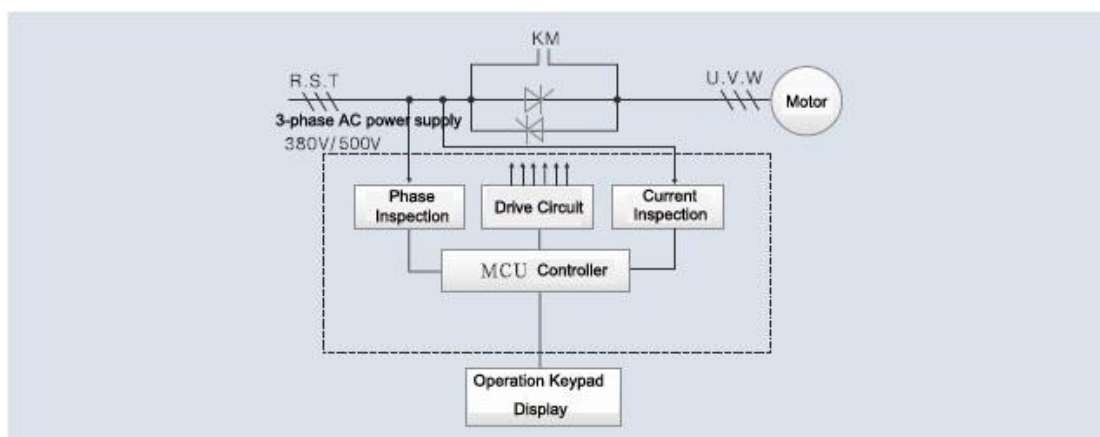 KM
R.S.T
U.V.W
Motor
3-phase AC power supply
380V/500V
Phase
Inspection
Drive Circuit
Current
Inspection
MCU Controller
Operation Keypad
Display